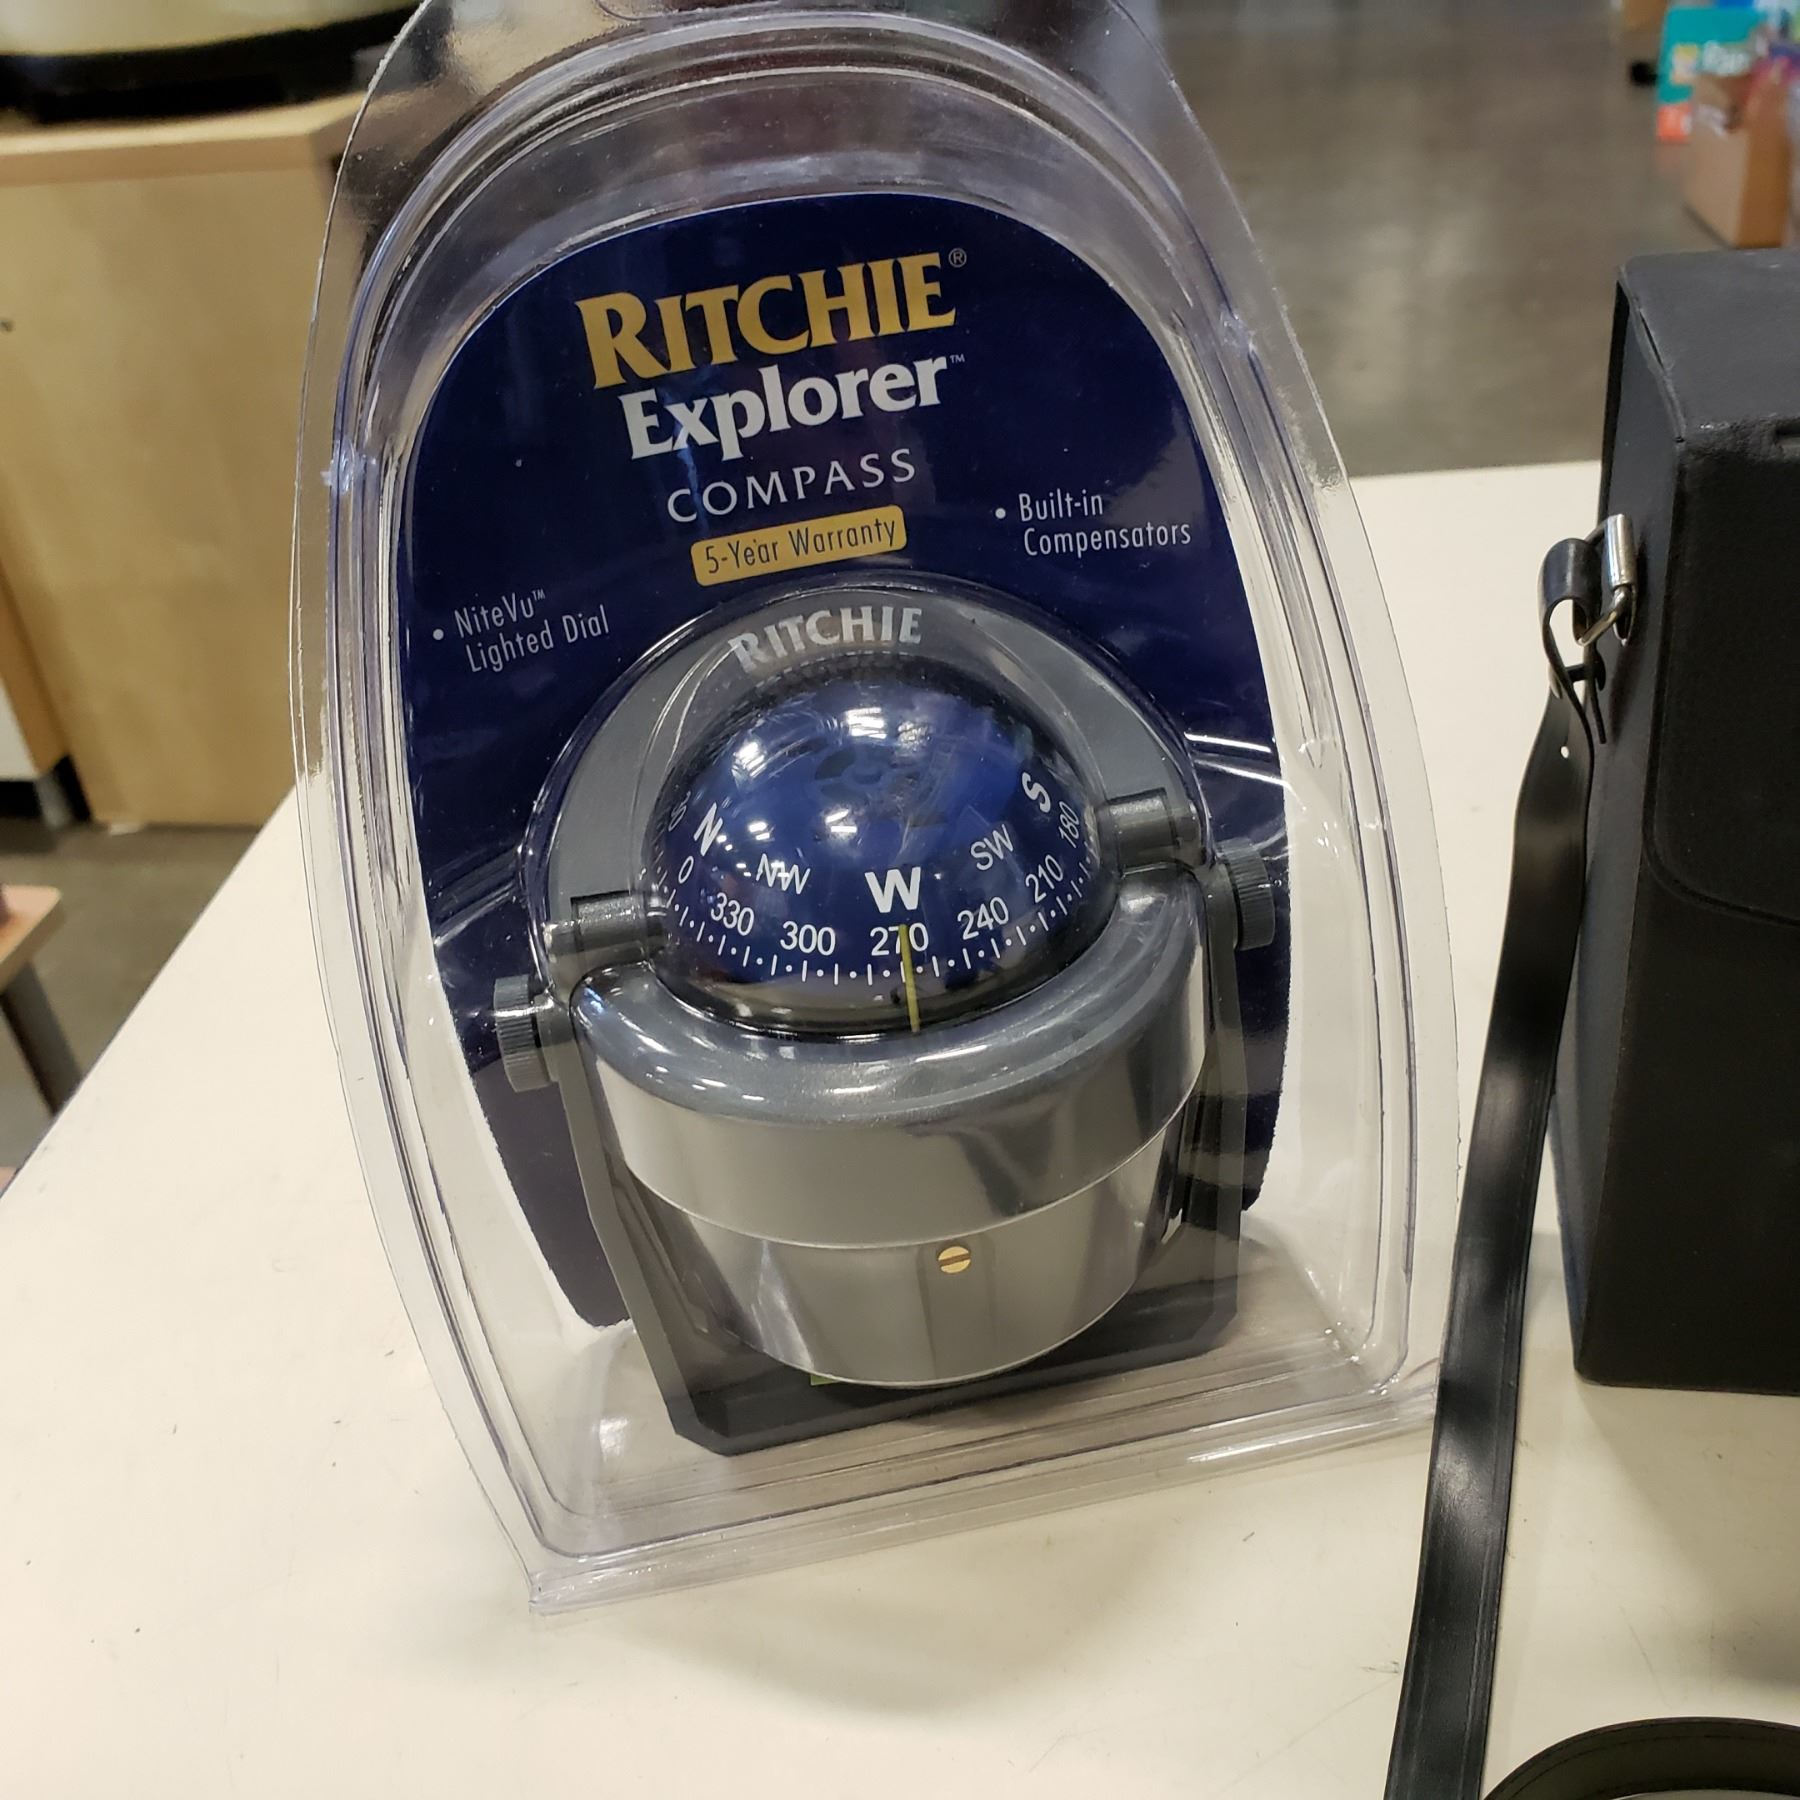 RITCHIE®
Explorer™
COMPASS
5-Year Warranty
• Built-in
Compensators
• NiteVu™
Lighted Dial
RITCHIE
N NW W SW S
0 330 300 270 240 210 180